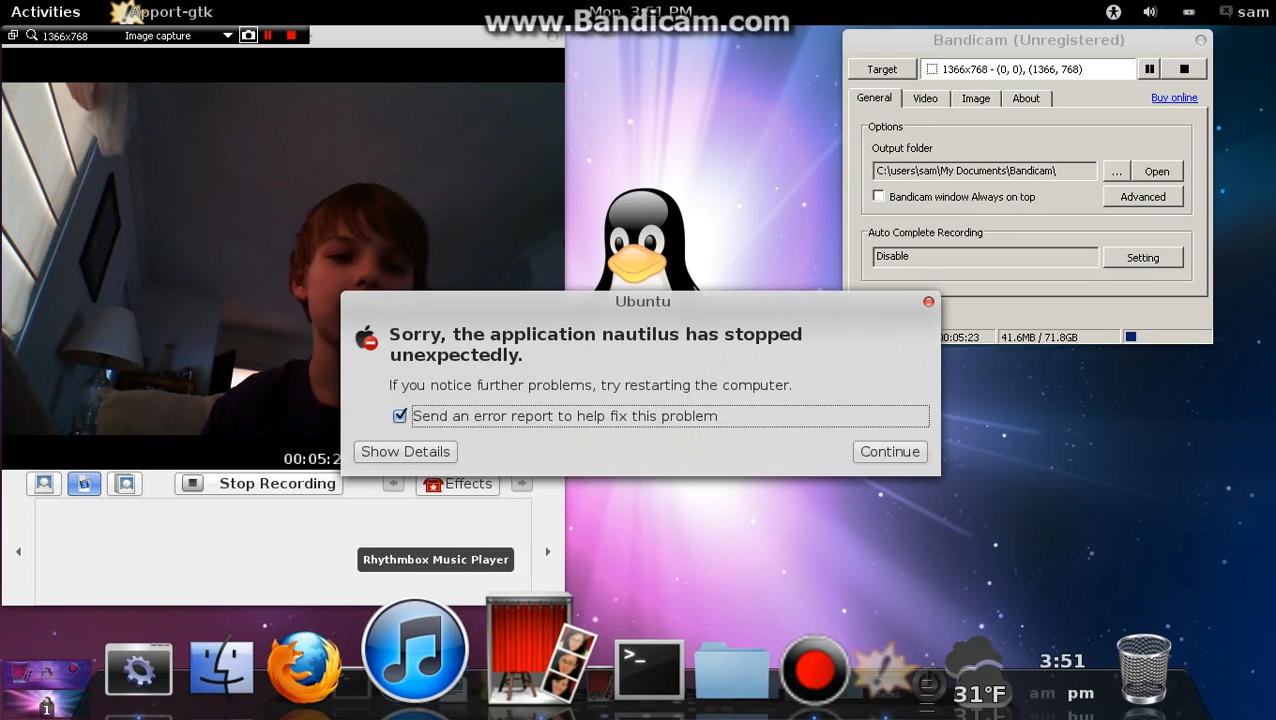 Activities
Apport-gtk
Mon, 3:51 PM
www.Bandicam.com
sam
1366x768
Image capture
Bandicam (Unregistered)
Target
1366x768 - (0, 0), (1366, 768)
General
Video
Image
About
Buy online
Options
Output folder
C:\users\sam\My Documents\Bandicam\
...
Open
Bandicam window Always on top
Advanced
Auto Complete Recording
Disable
Setting
00:05:23
41.6MB / 71.8GB
Ubuntu
Sorry, the application nautilus has stopped
unexpectedly.
If you notice further problems, try restarting the computer.
Send an error report to help fix this problem
Show Details
Continue
Stop Recording
Effects
Rhythmbox Music Player
>_
31°F
3:51
am pm
1